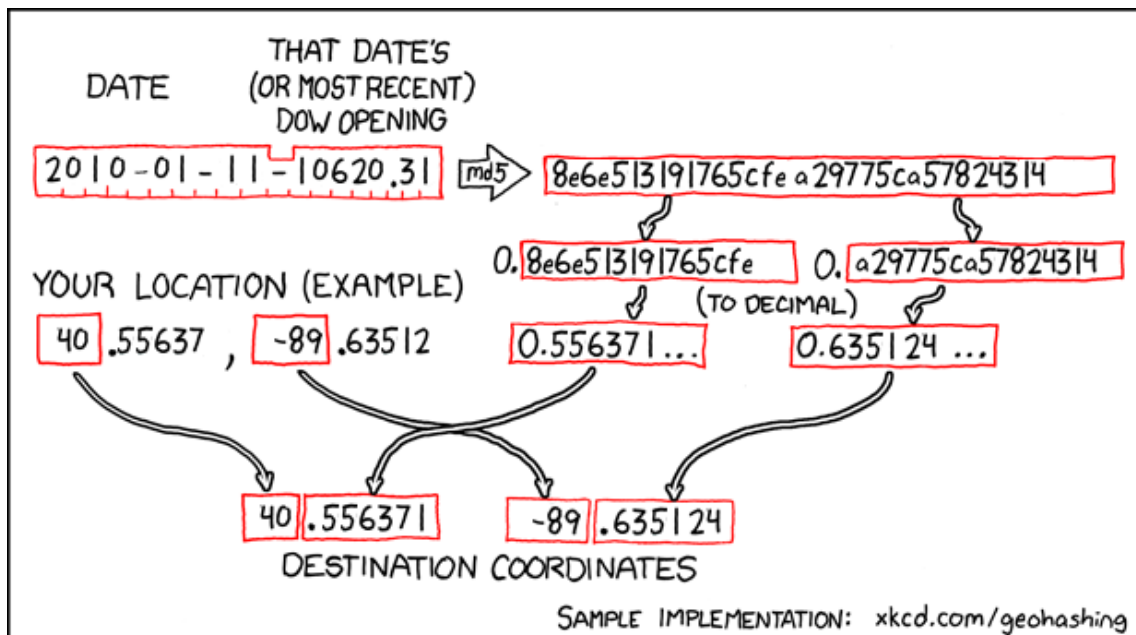 THAT DATE'S
DATE (OR MOST RECENT)
DOW OPENING
2010-01-11-10620.31 md5 8e6e513191765cfea29775ca57824314
0.8e6e513191765cfe 0.a29775ca57824314
YOUR LOCATION (EXAMPLE) (TO DECIMAL)
40.55637, -89.63512 0.556371... 0.635124...
40.556371 -89.635124
DESTINATION COORDINATES
SAMPLE IMPLEMENTATION: xkcd.com/geohashing